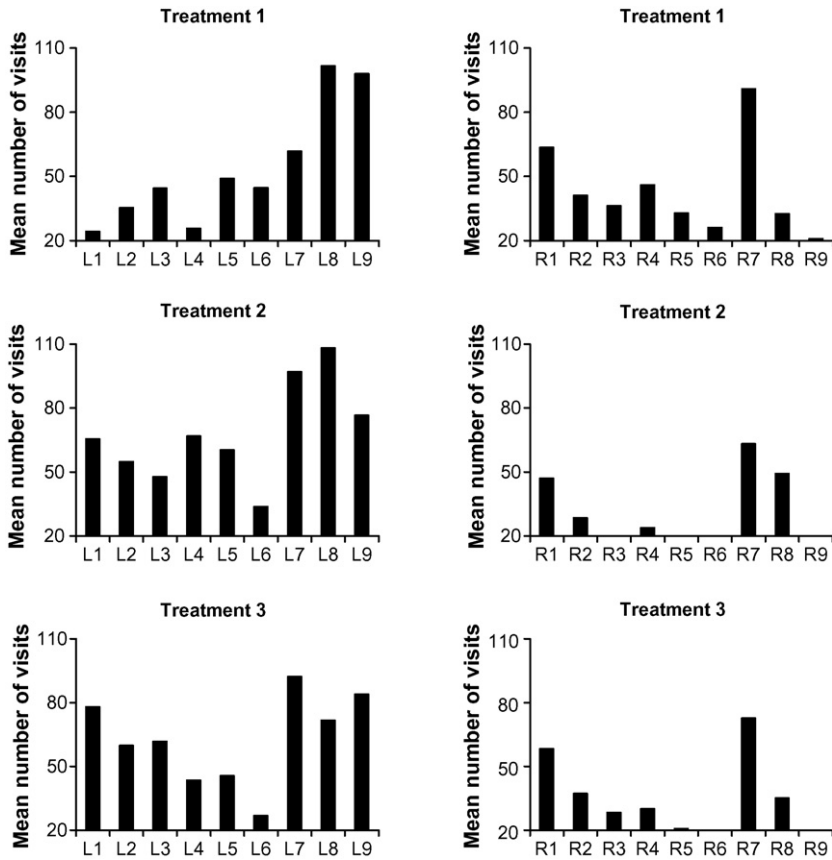 Treatment 1
Mean number of visits
110
80
50
20
L1 L2 L3 L4 L5 L6 L7 L8 L9
Treatment 1
Mean number of visits
110
80
50
20
R1 R2 R3 R4 R5 R6 R7 R8 R9
Treatment 2
Mean number of visits
110
80
50
20
L1 L2 L3 L4 L5 L6 L7 L8 L9
Treatment 2
Mean number of visits
110
80
50
20
R1 R2 R3 R4 R5 R6 R7 R8 R9
Treatment 3
Mean number of visits
110
80
50
20
L1 L2 L3 L4 L5 L6 L7 L8 L9
Treatment 3
Mean number of visits
110
80
50
20
R1 R2 R3 R4 R5 R6 R7 R8 R9